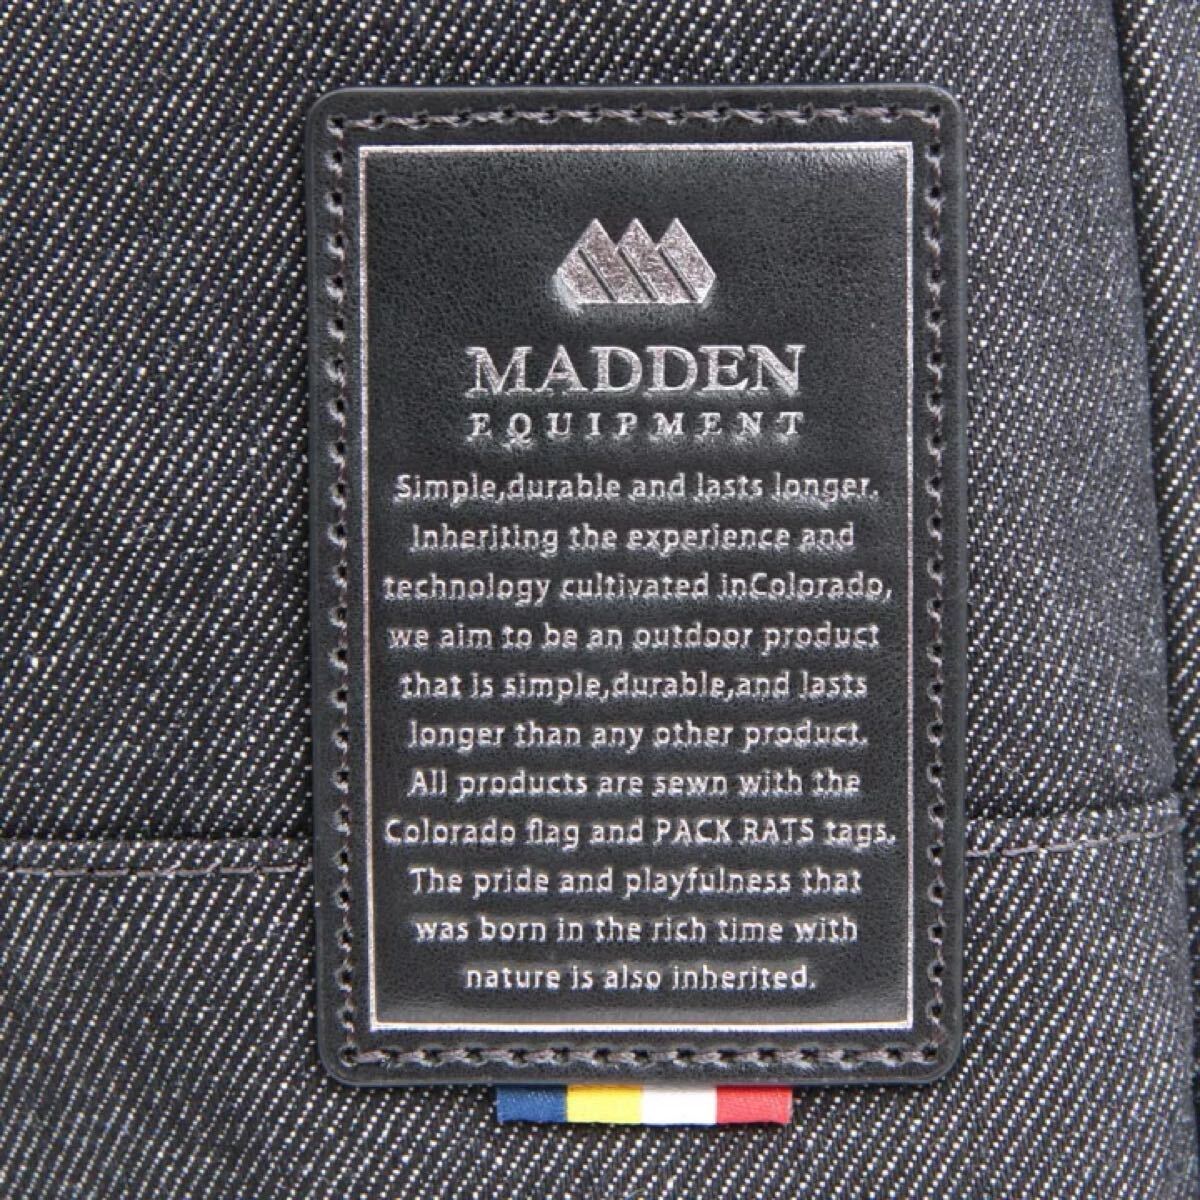 MADDEN
EQUIPMENT
Simple,durable and lasts longer.
Inheriting the experience and
technology cultivated inColorado,
we aim to be an outdoor product
that is simple,durable,and lasts
longer than any other product.
All products are sewn with the
Colorado flag and PACK RATS tags.
The pride and playfulness that
was born in the rich time with
nature is also inherited.